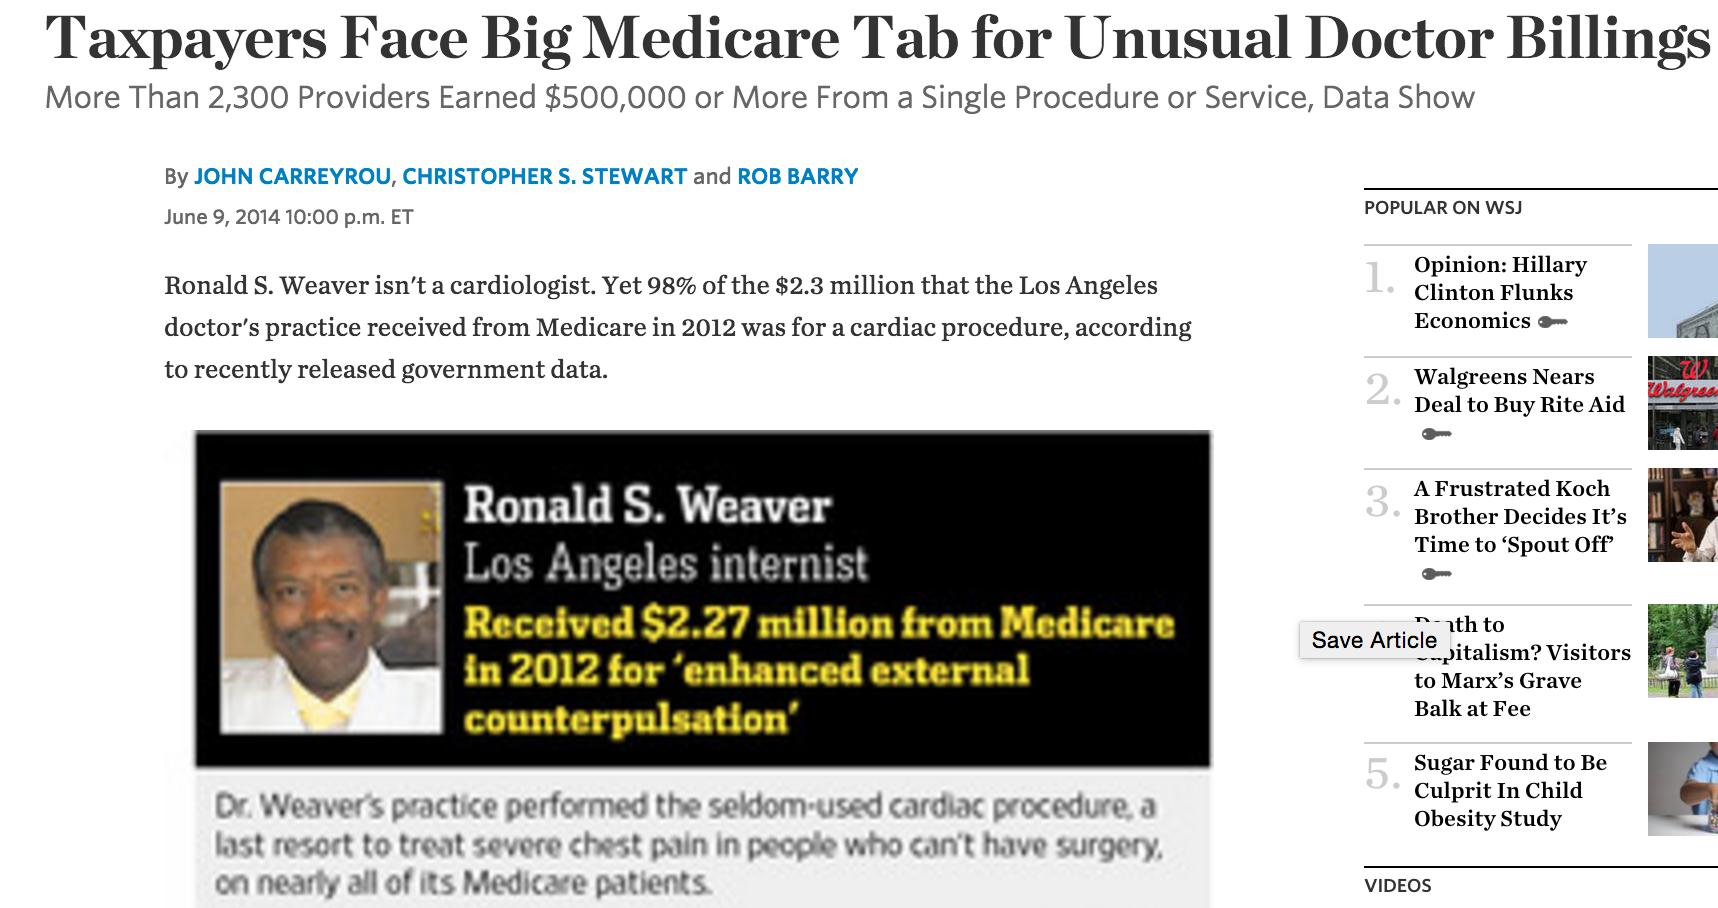 Taxpayers Face Big Medicare Tab for Unusual Doctor Billings
More Than 2,300 Providers Earned $500,000 or More From a Single Procedure or Service, Data Show
By JOHN CARREYROU, CHRISTOPHER S. STEWART and ROB BARRY
June 9, 2014 10:00 p.m. ET
Ronald S. Weaver isn't a cardiologist. Yet 98% of the $2.3 million that the Los Angeles
doctor's practice received from Medicare in 2012 was for a cardiac procedure, according
to recently released government data.
Ronald S. Weaver
Los Angeles internist
Received $2.27 million from Medicare
in 2012 for 'enhanced external
counterpulsation'
Dr. Weaver's practice performed the seldom-used cardiac procedure, a
last resort to treat severe chest pain in people who can't have surgery,
on nearly all of its Medicare patients.
POPULAR ON WSJ
1. Opinion: Hillary
Clinton Flunks
Economics
2. Walgreens Nears
Deal to Buy Rite Aid
W
Walgreens
3. A Frustrated Koch
Brother Decides It's
Time to 'Spout Off'
Save Article
Death to
Capitalism? Visitors
to Marx's Grave
Balk at Fee
5. Sugar Found to Be
Culprit In Child
Obesity Study
VIDEOS